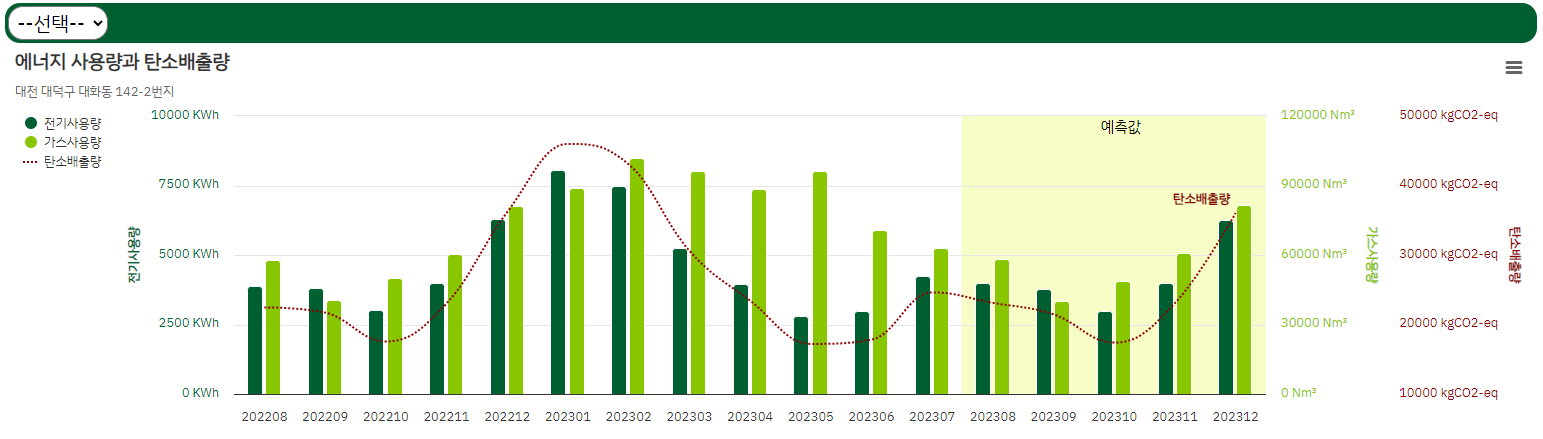 --선택--
에너지 사용량과 탄소배출량
대전 대덕구 대화동 142-2번지
전기사용량
가스사용량
탄소배출량
10000 KWh
7500 KWh
5000 KWh
2500 KWh
0 KWh
전기사용량
예측값
탄소배출량
120000 Nm³
90000 Nm³
60000 Nm³
30000 Nm³
0 Nm³
가스사용량
50000 kgCO2-eq
40000 kgCO2-eq
30000 kgCO2-eq
20000 kgCO2-eq
10000 kgCO2-eq
탄소배출량
202208 202209 202210 202211 202212 202301 202302 202303 202304 202305 202306 202307 202308 202309 202310 202311 202312